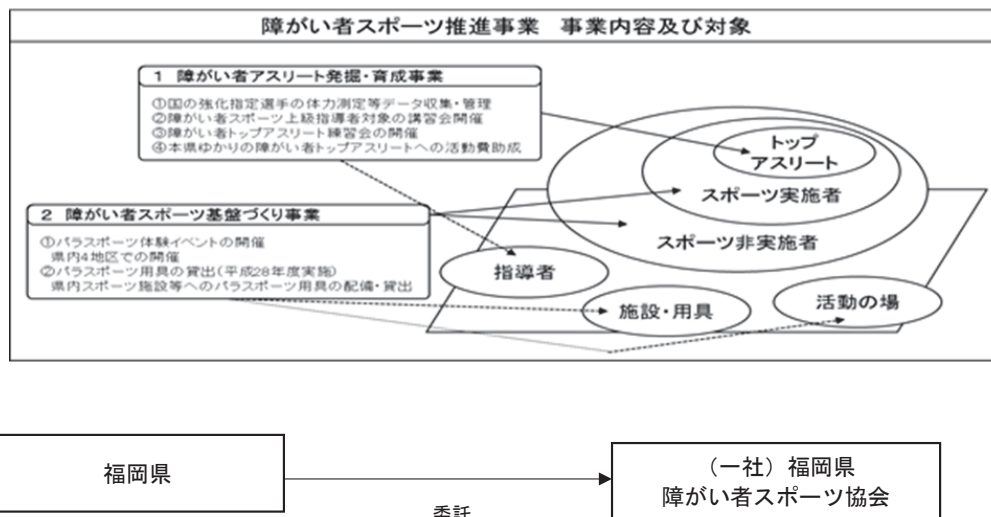 障がい者スポーツ推進事業　事業内容及び対象
1 障がい者アスリート発掘・育成事業
①国の強化指定選手の体力測定等データ収集・管理
②障がい者スポーツ上級指導者対象の講習会開催
③障がい者トップアスリート練習会の開催
④本県ゆかりの障がい者トップアスリートへの活動費助成
トップ
アスリート
スポーツ実施者
スポーツ非実施者
2 障がい者スポーツ基盤づくり事業
①パラスポーツ体験イベントの開催
県内4地区での開催
②パラスポーツ用具の貸出(平成28年度実施)
県内スポーツ施設等へのパラスポーツ用具の配備・貸出
指導者
施設・用具
活動の場
福岡県
委託
（一社）福岡県
障がい者スポーツ協会